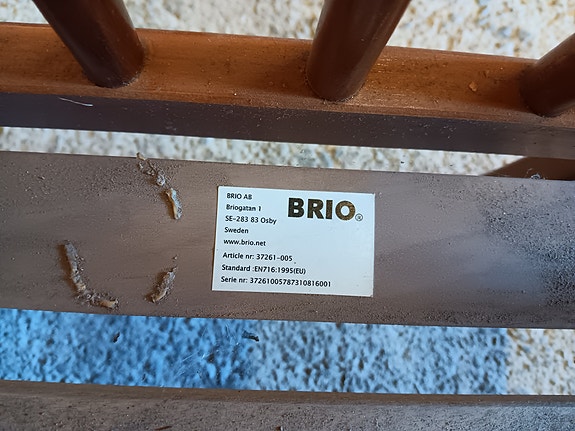 BRIO AB
BRIO®
Briogatan 1
SE-283 83 Osby
Sweden
www.brio.net
Article nr: 37261-005
Standard :EN716:1995(EU)
Serie nr: 37261005787310816001